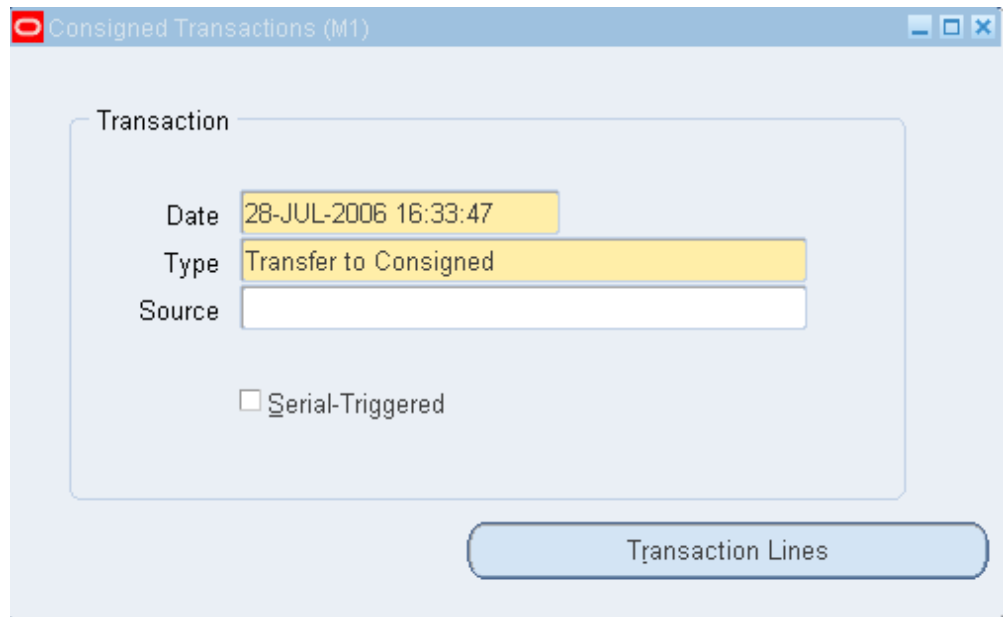 Consigned Transactions (M1)
Transaction
Date 28-JUL-2006 16:33:47
Type Transfer to Consigned
Source
Serial-Triggered
Transaction Lines